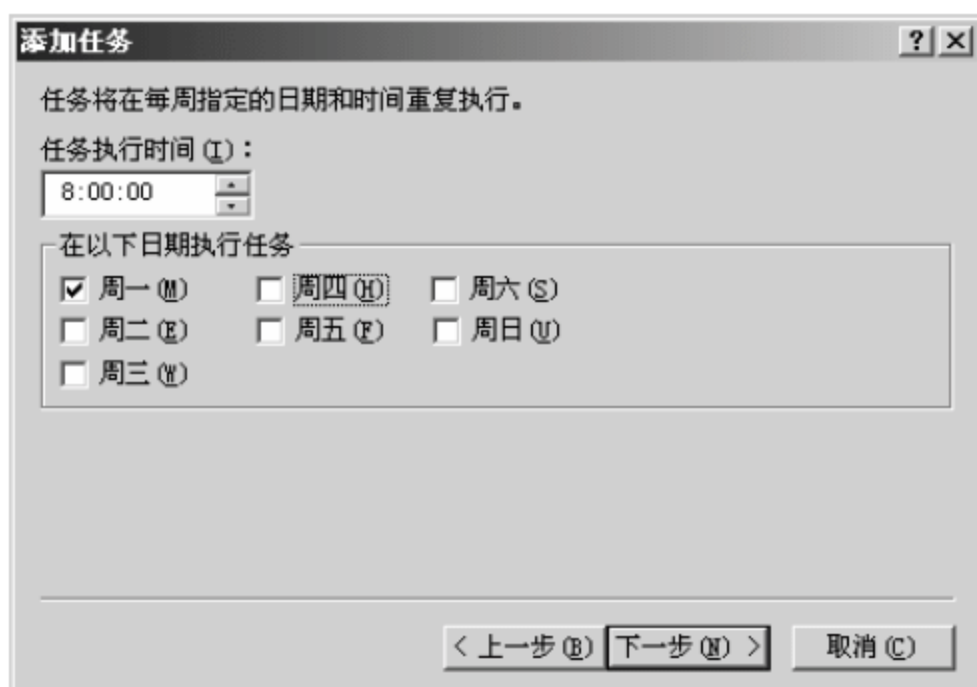 添加任务
任务将在每周指定的日期和时间重复执行。
任务执行时间(I):
8:00:00
在以下日期执行任务
周一(M) 周四(H) 周六(S)
周二(E) 周五(F) 周日(U)
周三(W)
< 上一步(B) 下一步(N) > 取消(C)